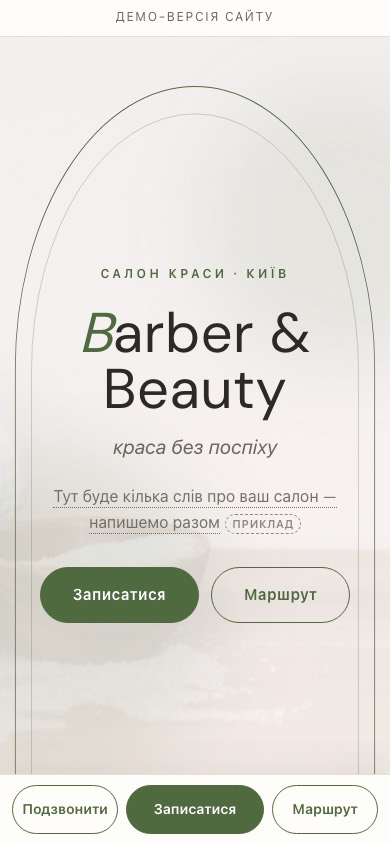 ДЕМО-ВЕРСІЯ САЙТУ
САЛОН КРАСИ · КИЇВ
Barber &
Beauty
краса без поспіху
Тут буде кілька слів про ваш салон —
напишемо разом ПРИКЛАД
Записатися Маршрут
Подзвонити Записатися Маршрут